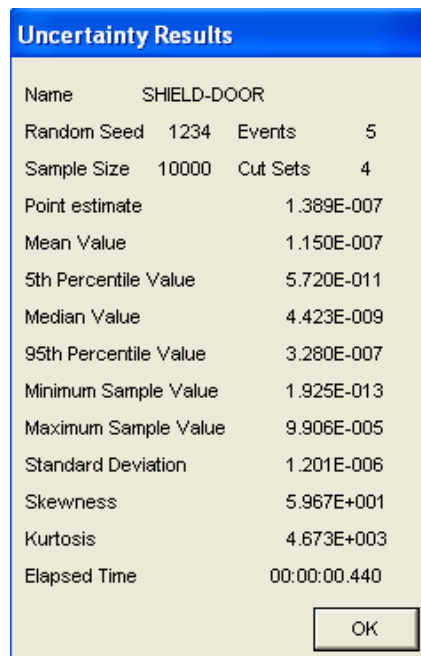 Uncertainty Results
Name SHIELD-DOOR
Random Seed 1234 Events 5
Sample Size 10000 Cut Sets 4
Point estimate 1.389E-007
Mean Value 1.150E-007
5th Percentile Value 5.720E-011
Median Value 4.423E-009
95th Percentile Value 3.280E-007
Minimum Sample Value 1.925E-013
Maximum Sample Value 9.906E-005
Standard Deviation 1.201E-006
Skewness 5.967E+001
Kurtosis 4.673E+003
Elapsed Time 00:00:00.440
OK